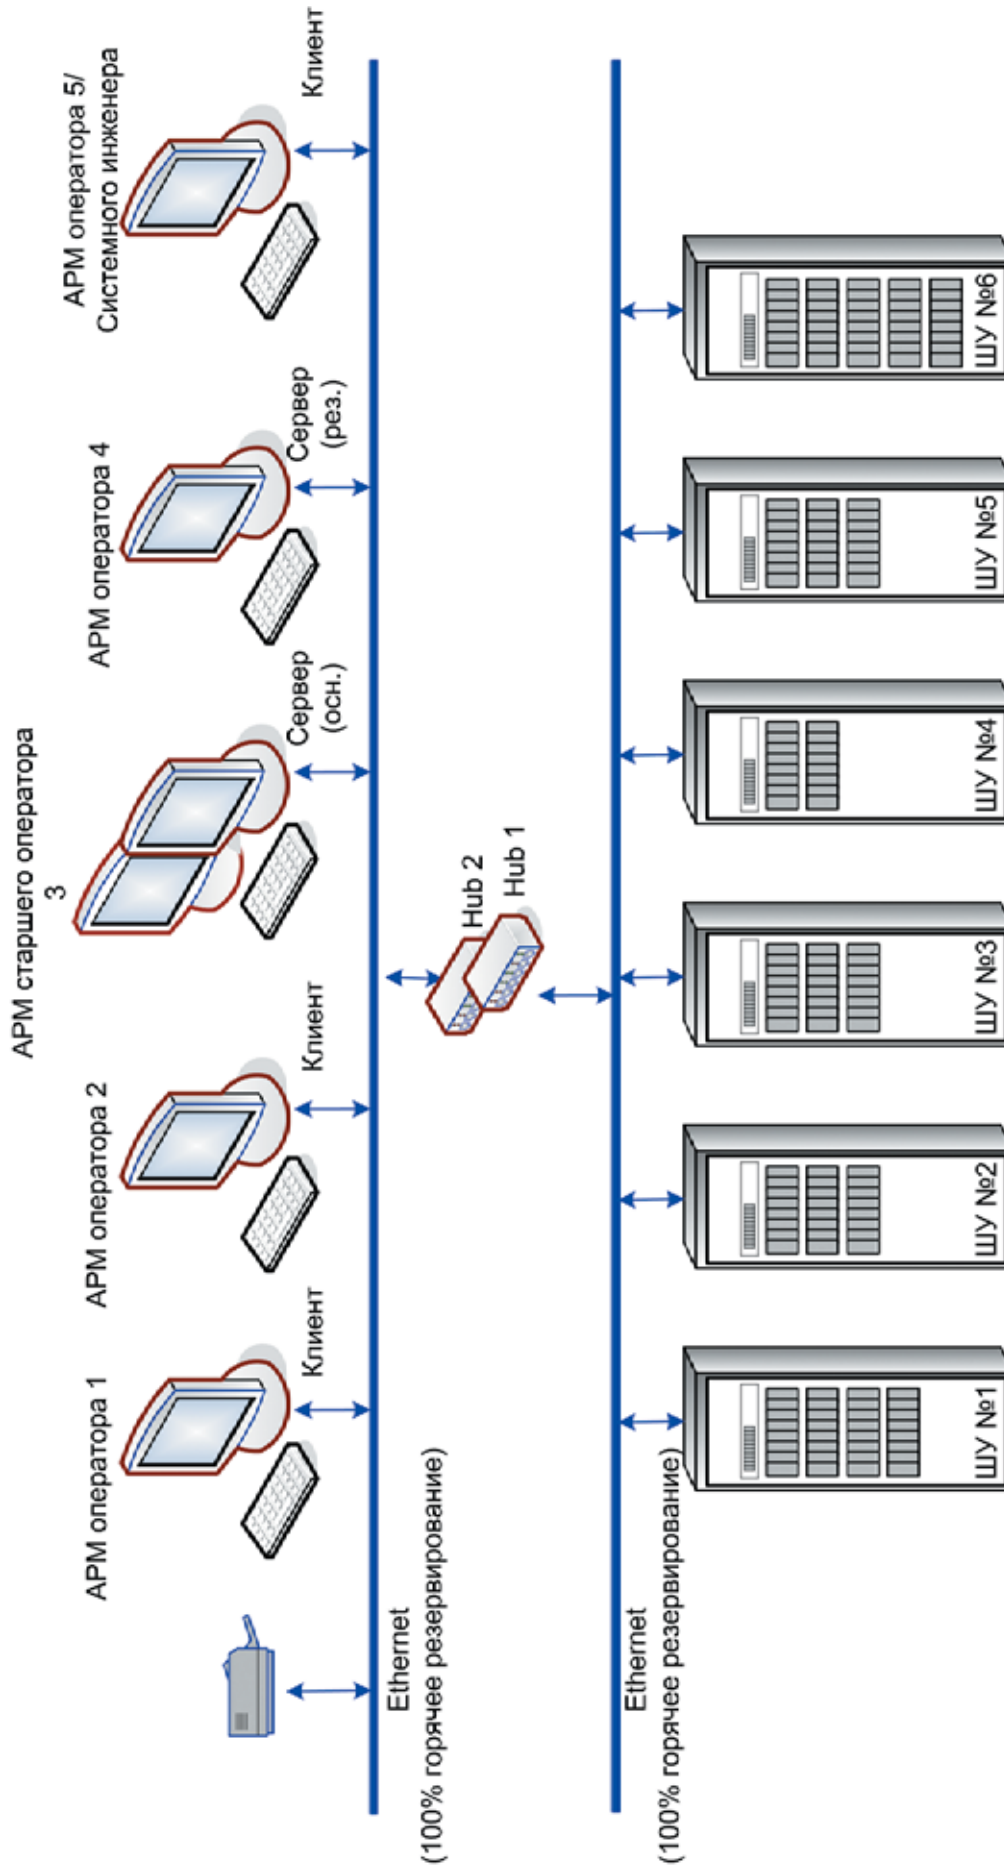 АРМ старшего оператора
3
АРМ оператора 1
АРМ оператора 2
АРМ оператора 4
АРМ оператора 5/
Системного инженера
Клиент
Клиент
Сервер
(осн.)
Сервер
(рез.)
Клиент
Ethernet
(100% горячее резервирование)
Hub 2
Hub 1
Ethernet
(100% горячее резервирование)
ШУ №1
ШУ №2
ШУ №3
ШУ №4
ШУ №5
ШУ №6